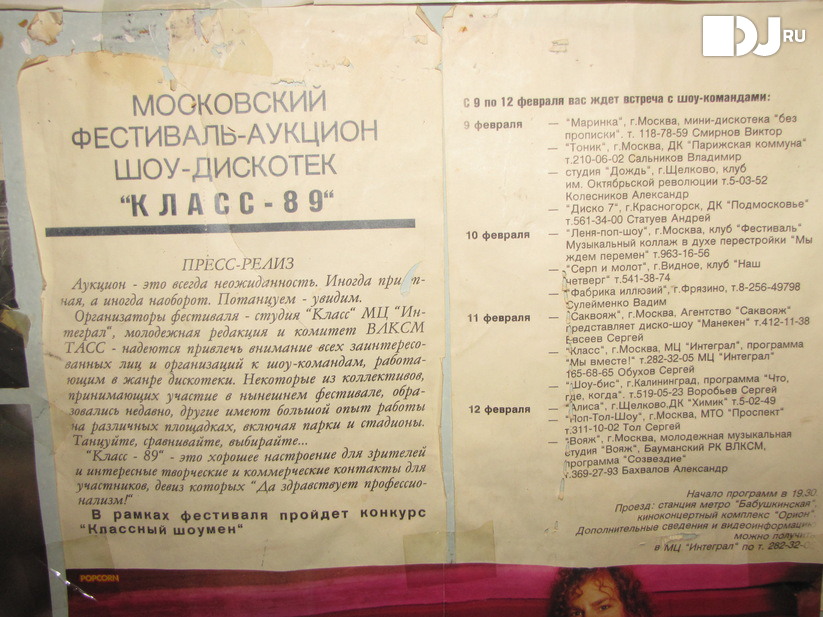 DJ.RU
МОСКОВСКИЙ
ФЕСТИВАЛЬ-АУКЦИОН
ШОУ-ДИСКОТЕК
"КЛАСС-89"
ПРЕСС-РЕЛИЗ
Аукцион - это всегда неожиданность. Иногда
ная, а иногда наоборот. Потанцуем - увидим.
Организаторы фестиваля - студия "Класс" МЦ "Ин-
теграл", молодежная редакция и комитет ВЛКСМ
ТАСС - надеются привлечь внимание всех заинтересо-
ванных лиц и организаций к шоу-командам, работа-
ющим в жанре дискотеки. Некоторые из коллективов,
принимающих участие в нынешнем фестивале, обра-
зовались недавно, другие имеют большой опыт работы
на различных площадках, включая парки и стадионы.
Танцуйте, сравнивайте, выбирайте...
"Класс - 89" - это хорошее настроение для зрителей
и интересные творческие и коммерческие контакты для
участников, девиз которых "Да здравствует профессио-
нализм!"
В рамках фестиваля пройдет конкурс
"Классный шоумен"
С 9 по 12 февраля вас ждет встреча с шоу-командами:
9 февраля — "Маринка", г.Москва, мини-дискотека "без
прописки". т. 118-78-59 Смирнов Виктор
— "Тоник", г.Москва, ДК "Парижская коммуна"
т.210-06-02 Сальников Владимир
— студия "Дождь", г.Щелково, клуб
им. Октябрьской революции т.5-03-52
Колесников Александр
— "Диско 7", г.Красногорск, ДК "Подмосковье"
т.561-34-00 Статуев Андрей
10 февраля — "Леня-поп-шоу", г.Москва, клуб "Фестиваль"
Музыкальный коллаж в духе перестройки "Мы
ждем перемен" т.963-16-56
— "Серп и молот", г.Видное, клуб "Наш
четверг" т.541-38-74
— "Фабрика иллюзий", г.Фрязино, т.8-256-49798
Сулейменко Вадим
11 февраля — "Саквояж", г.Москва, Агентство "Саквояж"
представляет диско-шоу "Манекен" т.412-11-38
Евсеев Сергей
— "Класс", г.Москва, МЦ "Интеграл", программа
"Мы вместе!" т.282-32-05 МЦ "Интеграл"
165-68-65 Обухов Сергей
— "Шоу-бис", г.Калининград, программа "Что,
где, когда". т.519-05-23 Воробьев Сергей
12 февраля — "Алиса", г.Щелково,ДК "Химик" т.5-02-49
— "Поп-Тол-Шоу", г.Москва, МТО "Проспект"
т.311-10-02 Тол Сергей
— "Вояж", г.Москва, молодежная музыкальная
студия "Вояж", Бауманский РК ВЛКСМ,
программа "Созвездие"
т.369-27-93 Бахвалов Александр
Начало программ в 19.30.
Проезд: станция метро "Бабушкинская",
киноконцертный комплекс "Орион".
Дополнительные сведения и видеоинформацию
можно
в МЦ "Интеграл" по т.
POPCORN